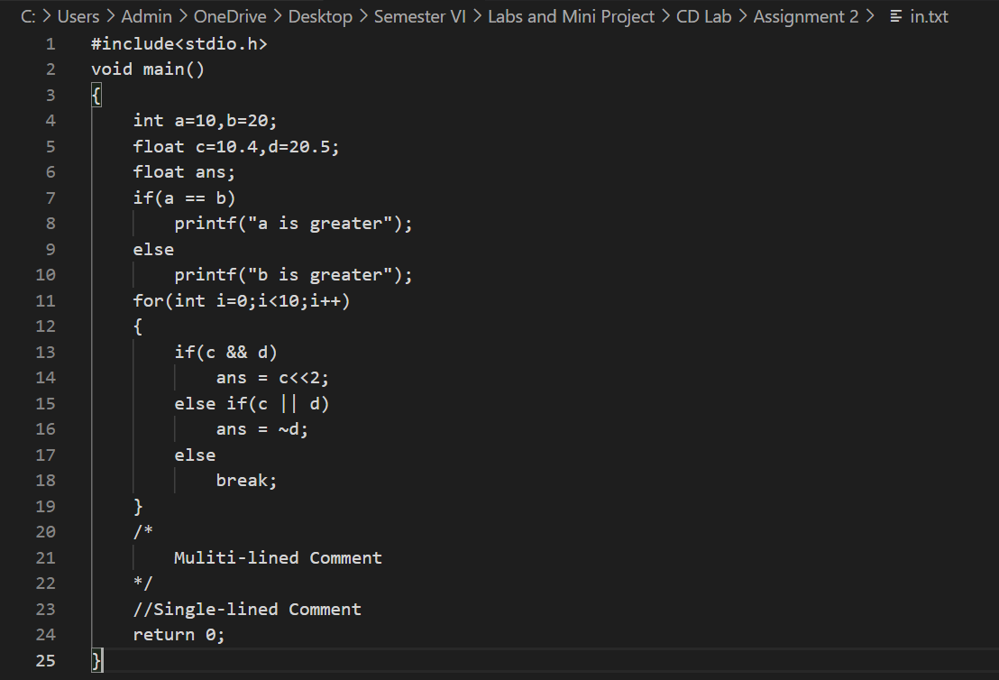 C: > Users > Admin > OneDrive > Desktop > Semester VI > Labs and Mini Project > CD Lab > Assignment 2 > in.txt
1 #include<stdio.h>
2 void main()
3 {
4     int a=10,b=20;
5     float c=10.4,d=20.5;
6     float ans;
7     if(a == b)
8         printf("a is greater");
9     else
10         printf("b is greater");
11     for(int i=0;i<10;i++)
12     {
13         if(c && d)
14             ans = c<<2;
15         else if(c || d)
16             ans = ~d;
17         else
18             break;
19     }
20     /*
21         Muliti-lined Comment
22     */
23     //Single-lined Comment
24     return 0;
25 }